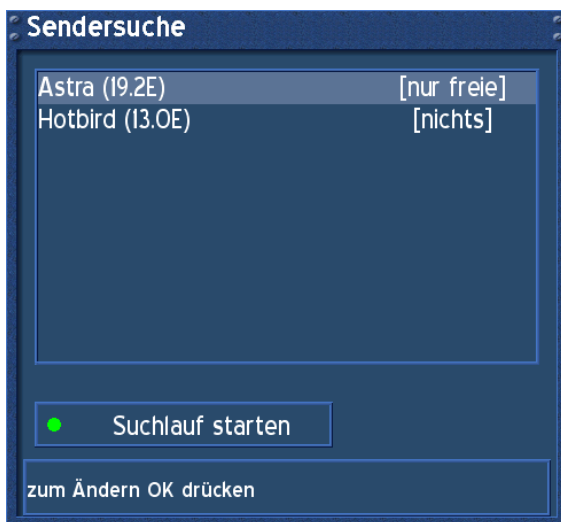 Sendersuche
Astra (19.2E) [nur freie]
Hotbird (13.0E) [nichts]
Suchlauf starten
zum Ändern OK drücken